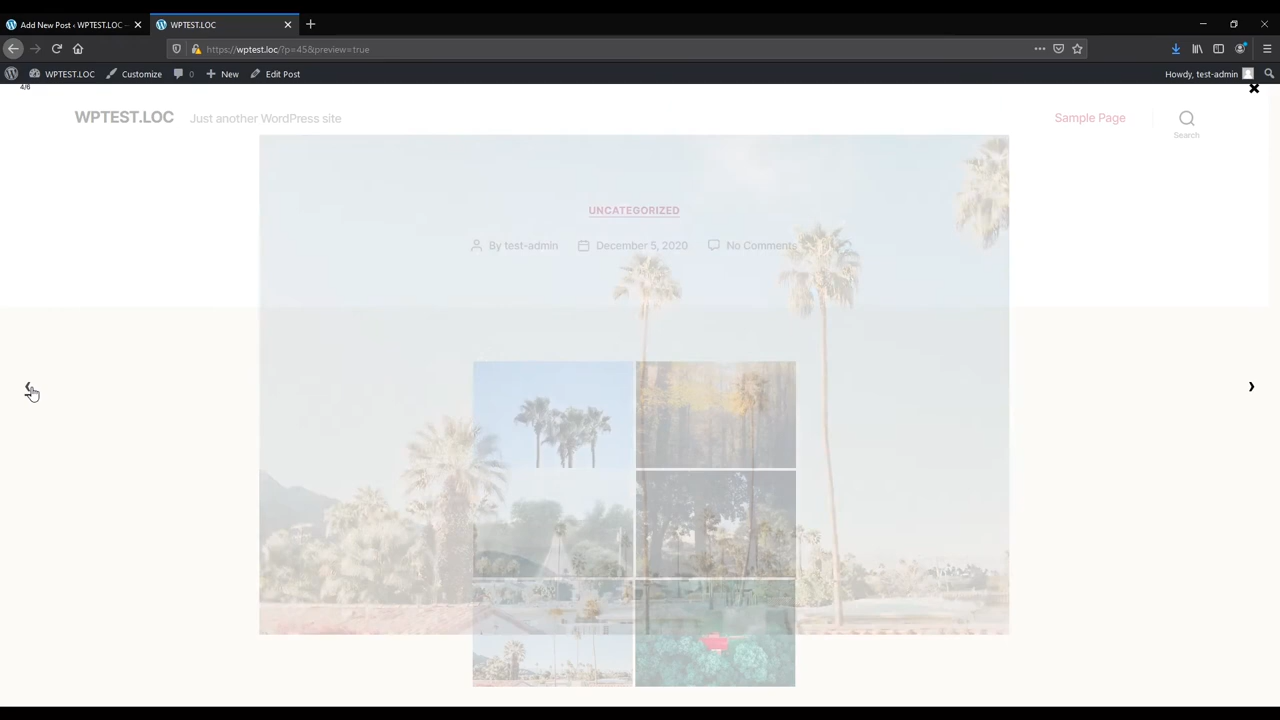 Add New Post ‹ WPTEST.LOC —
WPTEST.LOC
https://wptest.loc/?p=45&preview=true
WPTEST.LOC
Customize
0
New
Edit Post
Howdy, test-admin
4/6
WPTEST.LOC
Just another WordPress site
Sample Page
Search
UNCATEGORIZED
By test-admin
December 5, 2020
No Comments